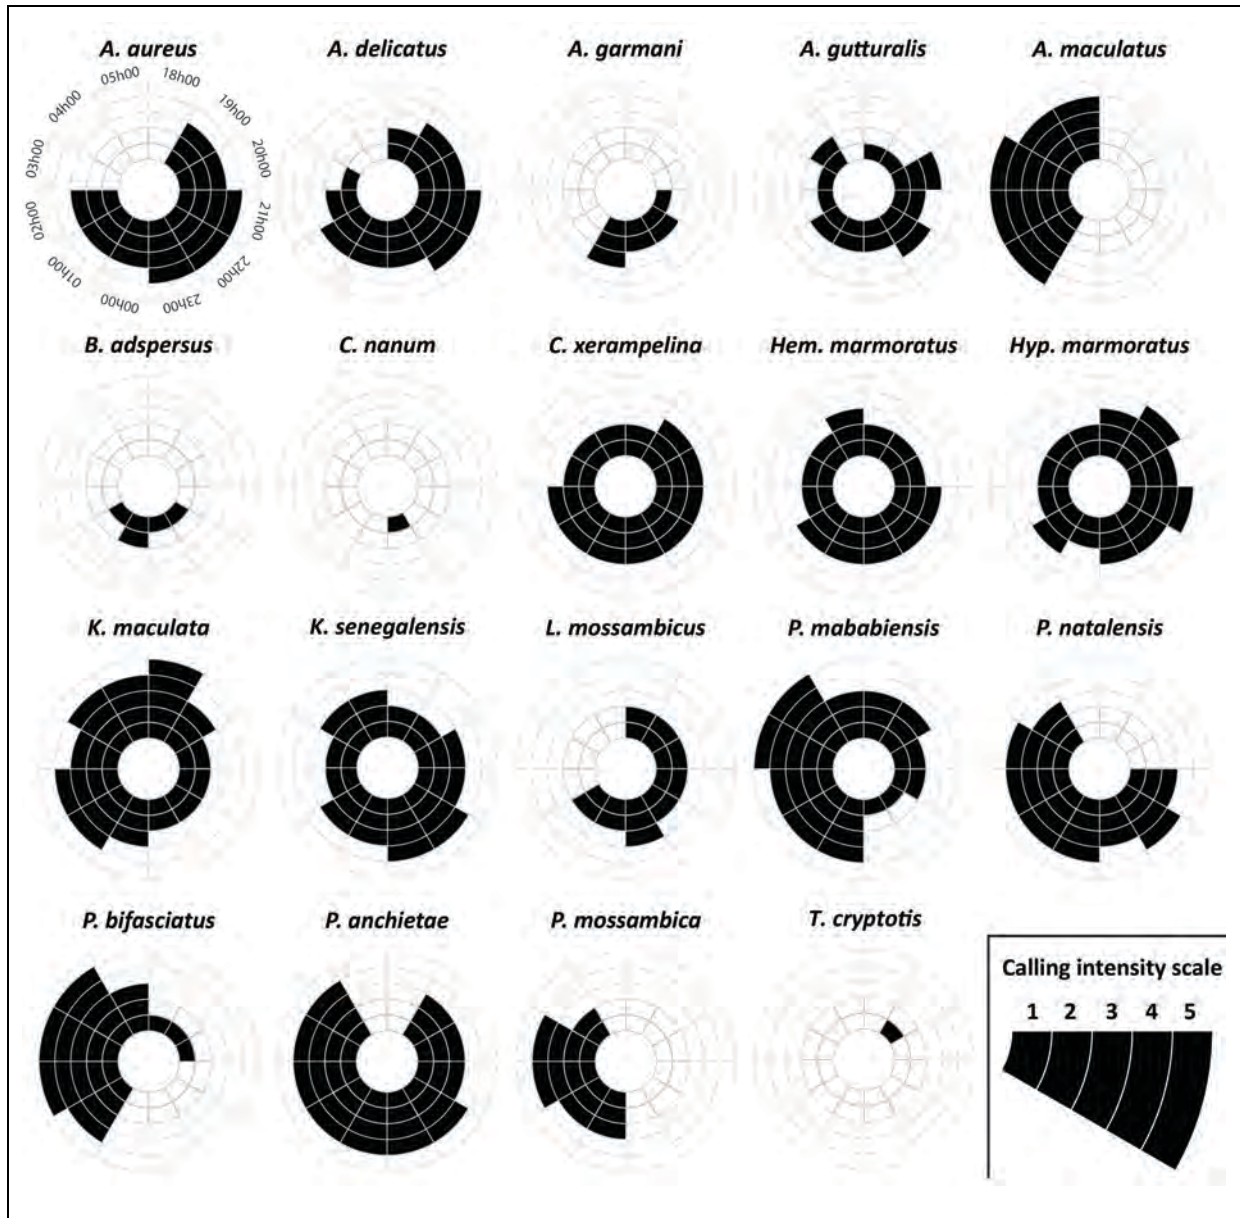 A. aureus A. delicatus A. garmani A. gutturalis A. maculatus
05h00 18h00
04h00 19h00
03h00 20h00
02h00 21h00
01h00 22h00
00h00 23h00
B. adspersus C. nanum C. xerampelina Hem. marmoratus Hyp. marmoratus
K. maculata K. senegalensis L. mossambicus P. mababiensis P. natalensis
P. bifasciatus P. anchietae P. mossambica T. cryptotis
Calling intensity scale
1 2 3 4 5